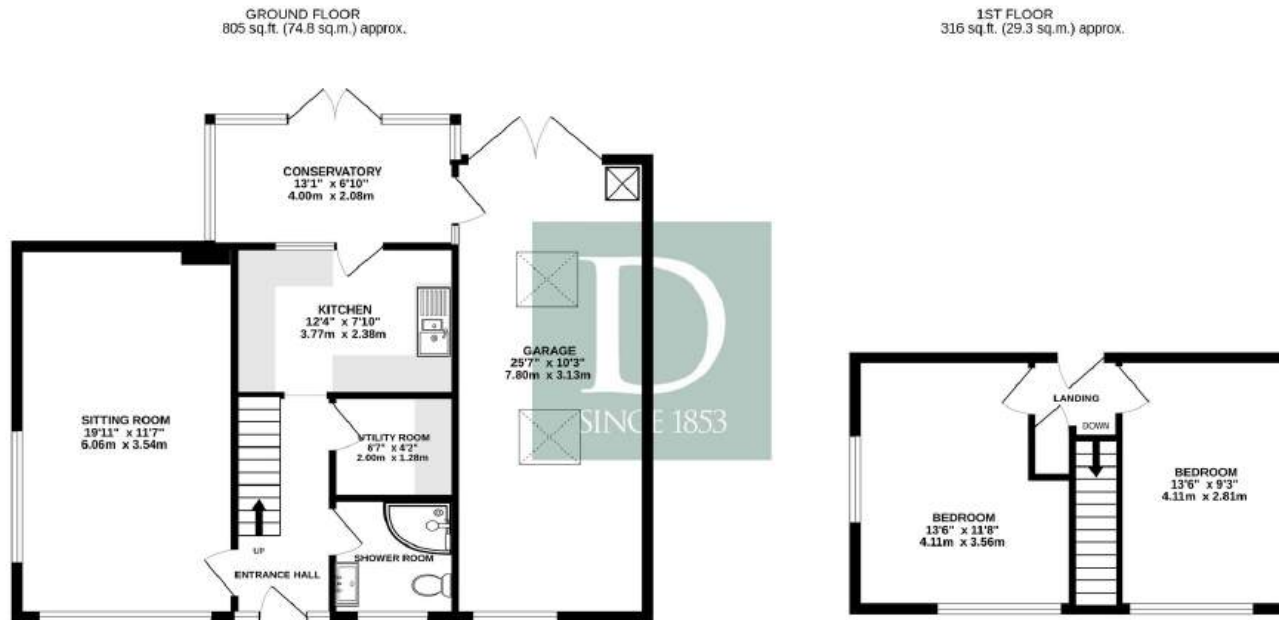 GROUND FLOOR
805 sq.ft. (74.8 sq.m.) approx.
1ST FLOOR
316 sq.ft. (29.3 sq.m.) approx.
CONSERVATORY
13'1" x 6'10"
4.00m x 2.08m
KITCHEN
12'4" x 7'10"
3.77m x 2.38m
GARAGE
25'7" x 10'3"
7.80m x 3.13m
D
SINCE 1853
SITTING ROOM
19'11" x 11'7"
6.06m x 3.54m
UTILITY ROOM
6'7" x 4'2"
2.00m x 1.28m
UP
SHOWER ROOM
ENTRANCE HALL
LANDING
DOWN
BEDROOM
13'6" x 9'3"
4.11m x 2.81m
BEDROOM
13'6" x 11'8"
4.11m x 3.56m